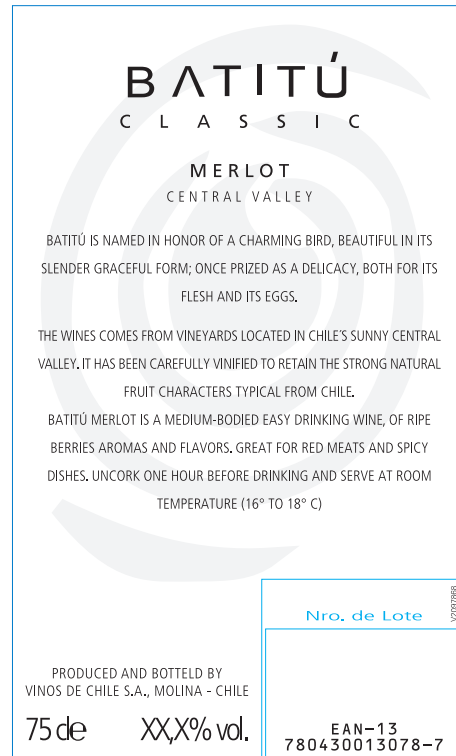 BATITÚ
CLASSIC
MERLOT
CENTRAL VALLEY
BATITÚ IS NAMED IN HONOR OF A CHARMING BIRD, BEAUTIFUL IN ITS
SLENDER GRACEFUL FORM; ONCE PRIZED AS A DELICACY, BOTH FOR ITS
FLESH AND ITS EGGS.
THE WINES COMES FROM VINEYARDS LOCATED IN CHILE'S SUNNY CENTRAL
VALLEY. IT HAS BEEN CAREFULLY VINIFIED TO RETAIN THE STRONG NATURAL
FRUIT CHARACTERS TYPICAL FROM CHILE.
BATITÚ MERLOT IS A MEDIUM-BODIED EASY DRINKING WINE, OF RIPE
BERRIES AROMAS AND FLAVORS. GREAT FOR RED MEATS AND SPICY
DISHES. UNCORK ONE HOUR BEFORE DRINKING AND SERVE AT ROOM
TEMPERATURE (16° TO 18° C)
V2097868
Nro. de Lote
PRODUCED AND BOTTELD BY
VINOS DE CHILE S.A., MOLINA - CHILE
75 de XX,X% vol.
EAN-13
780430013078-7